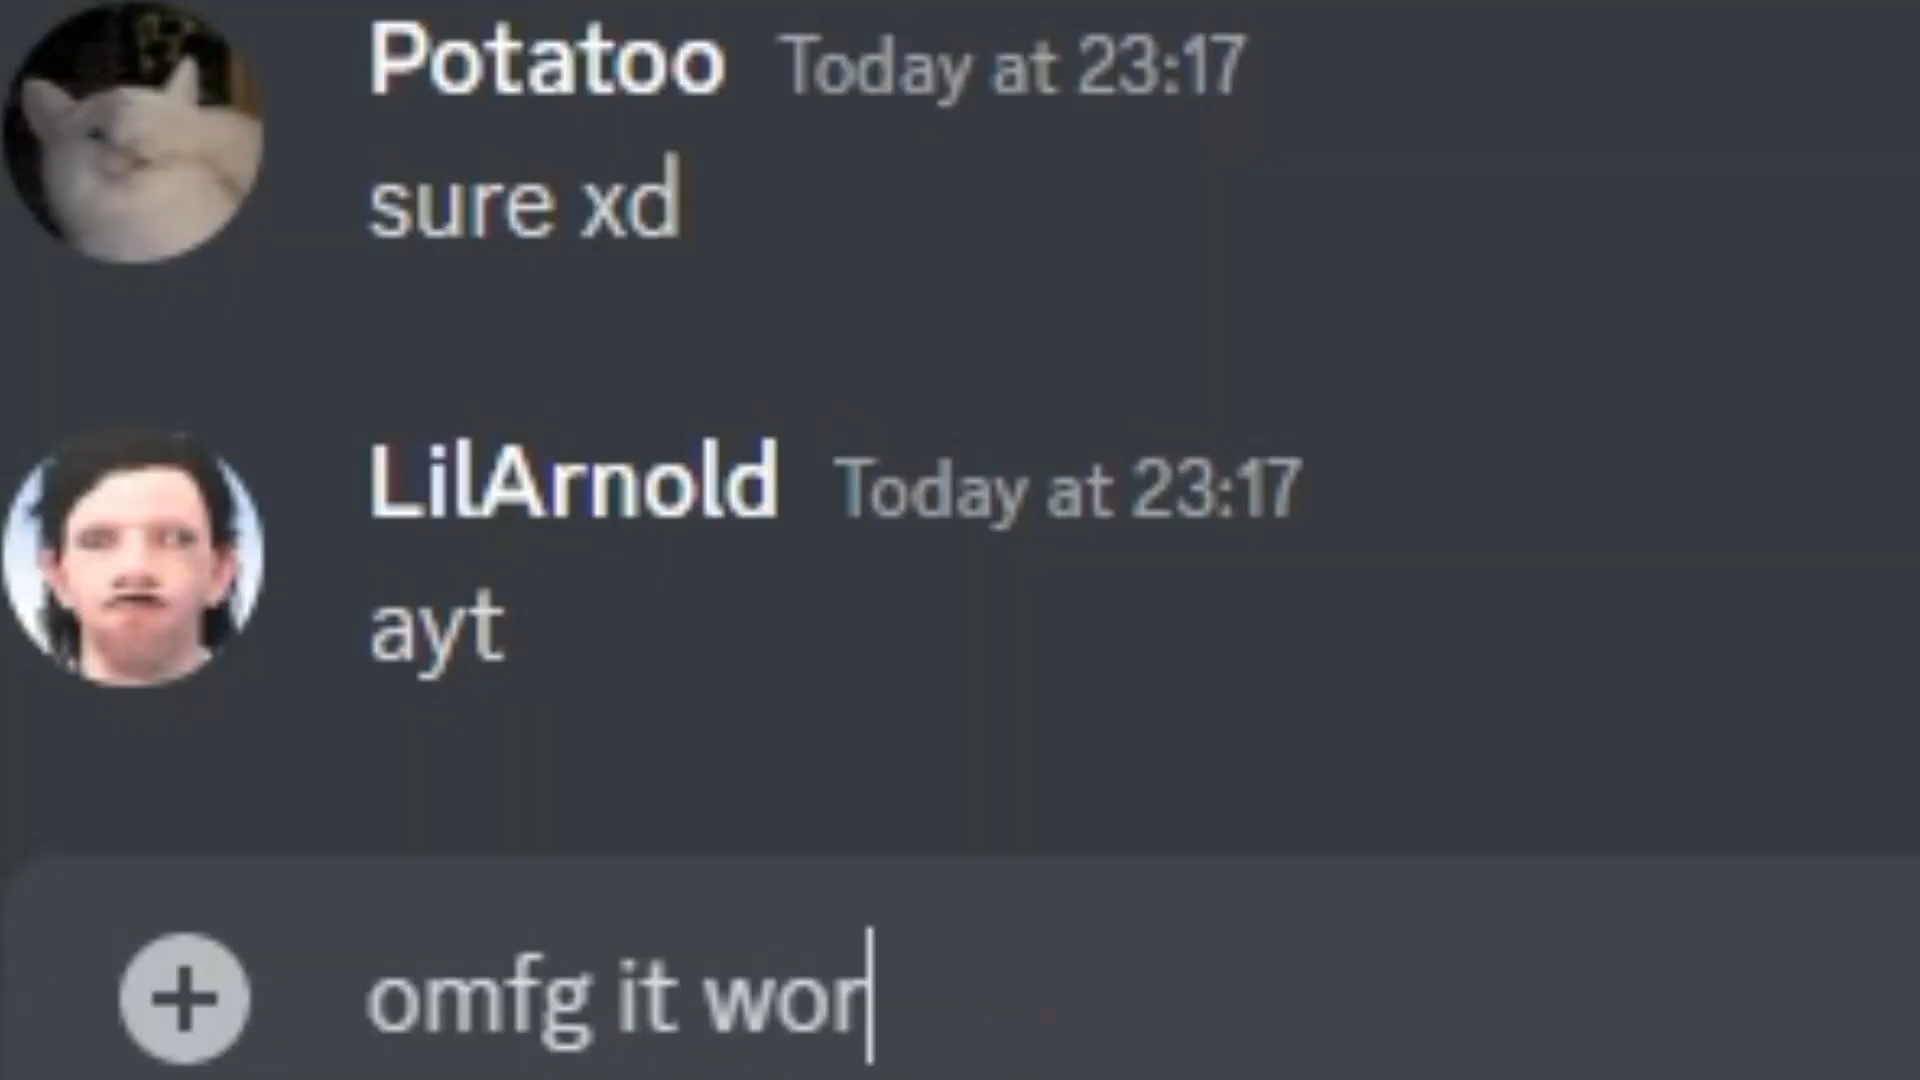 Potatoo Today at 23:17
sure xd
LilArnold Today at 23:17
ayt
omfg it wor